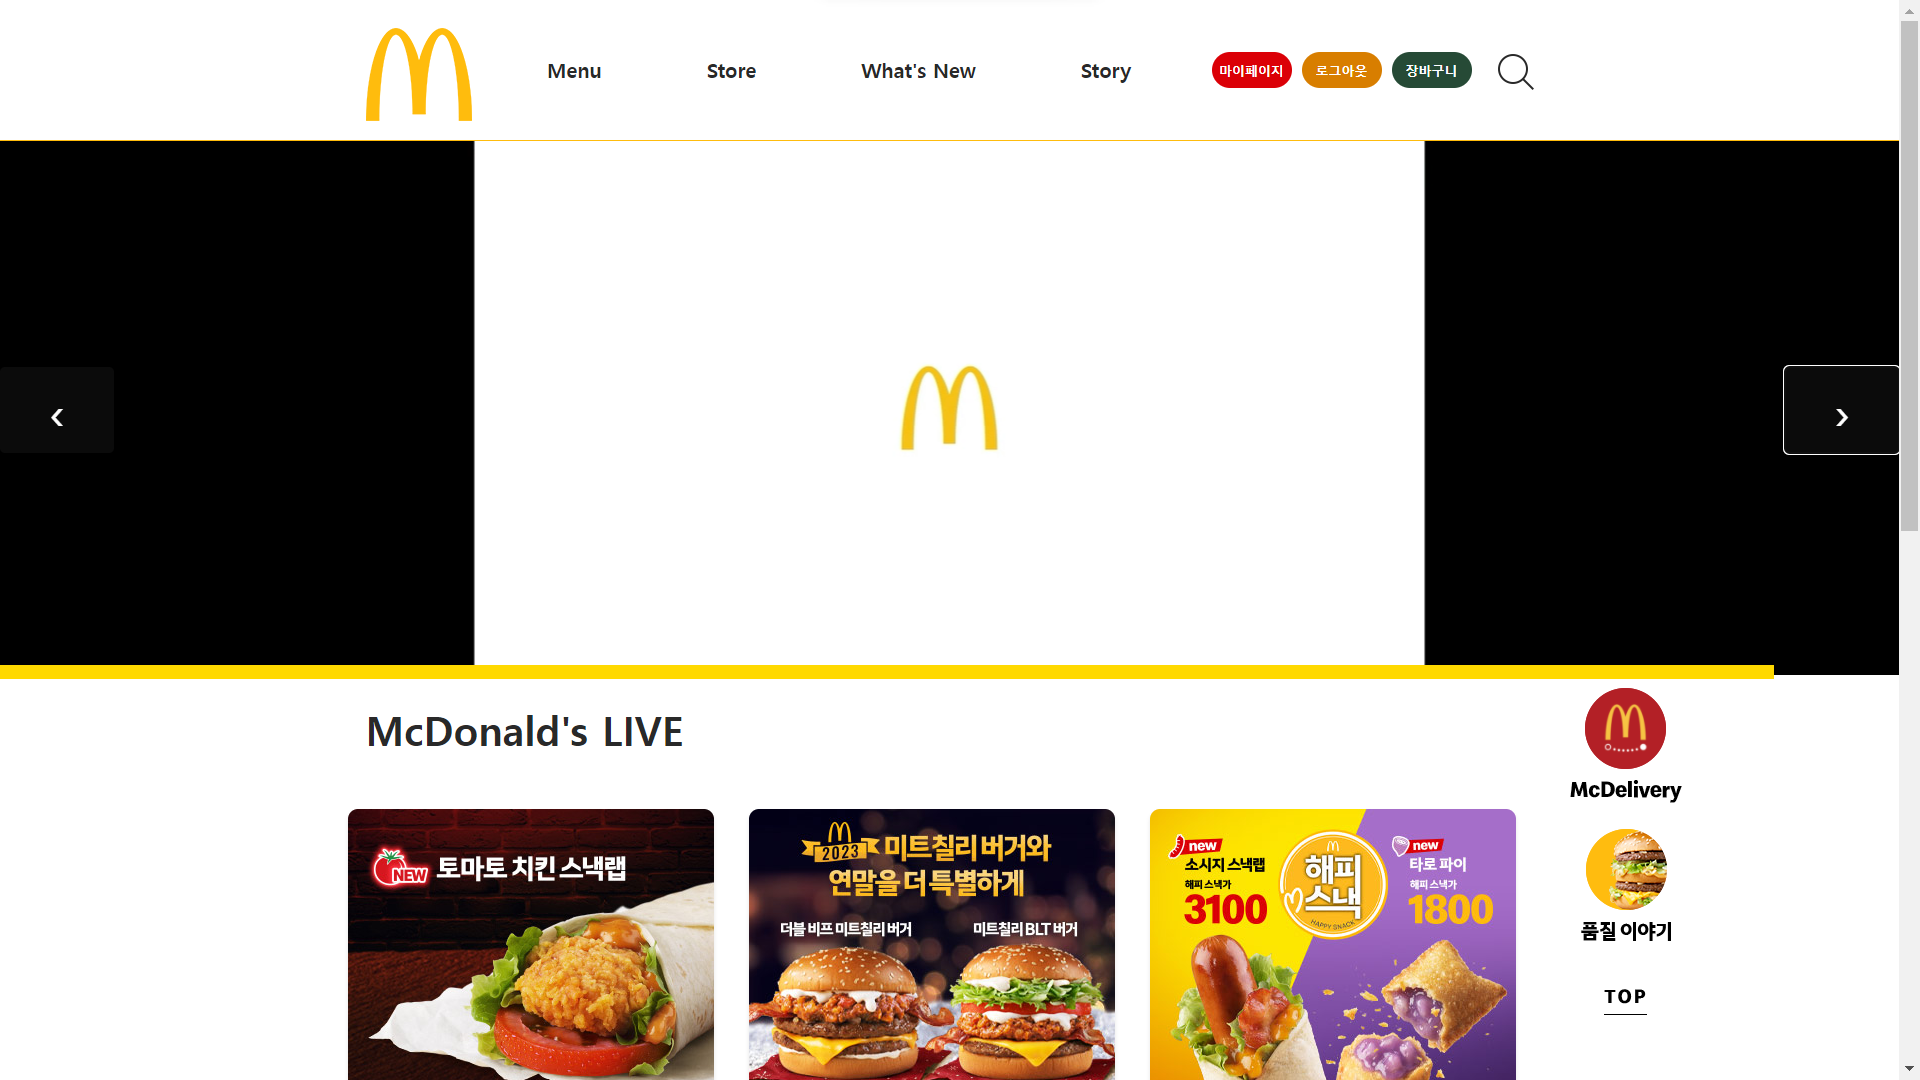 Menu
Store
What's New
Story
마이페이지
로그아웃
장바구니
‹
›
McDonald's LIVE
McDelivery
품질 이야기
TOP
NEW 토마토 치킨 스낵랩
2023 미트칠리 버거와
연말을 더 특별하게
더블 비프 미트칠리 버거
미트칠리 BLT 버거
new
소시지 스낵랩
해피 스낵가
3100
해피
스낵
HAPPY SNACK
new
타로 파이
해피 스낵가
1800